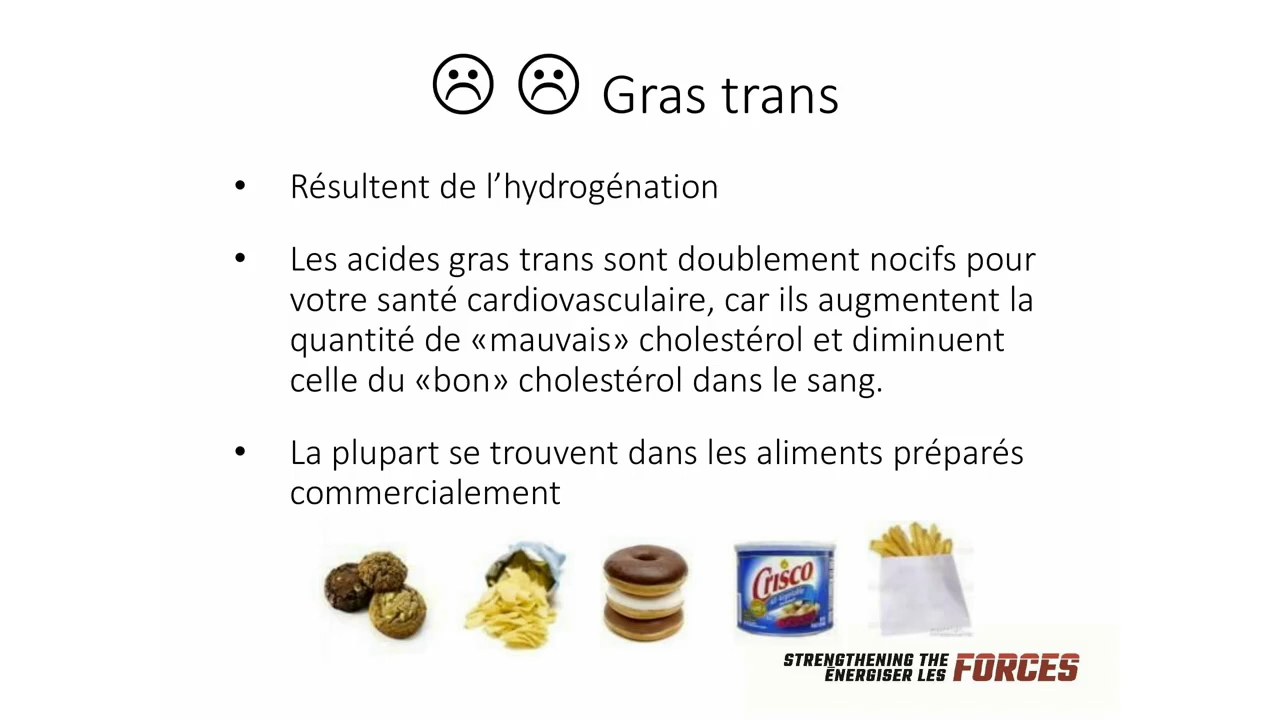 ☹ ☹ Gras trans
• Résultent de l’hydrogénation
• Les acides gras trans sont doublement nocifs pour
votre santé cardiovasculaire, car ils augmentent la
quantité de «mauvais» cholestérol et diminuent
celle du «bon» cholestérol dans le sang.
• La plupart se trouvent dans les aliments préparés
commercialement
Crisco
STRENGTHENING THE
ÉNERGISER LES FORCES